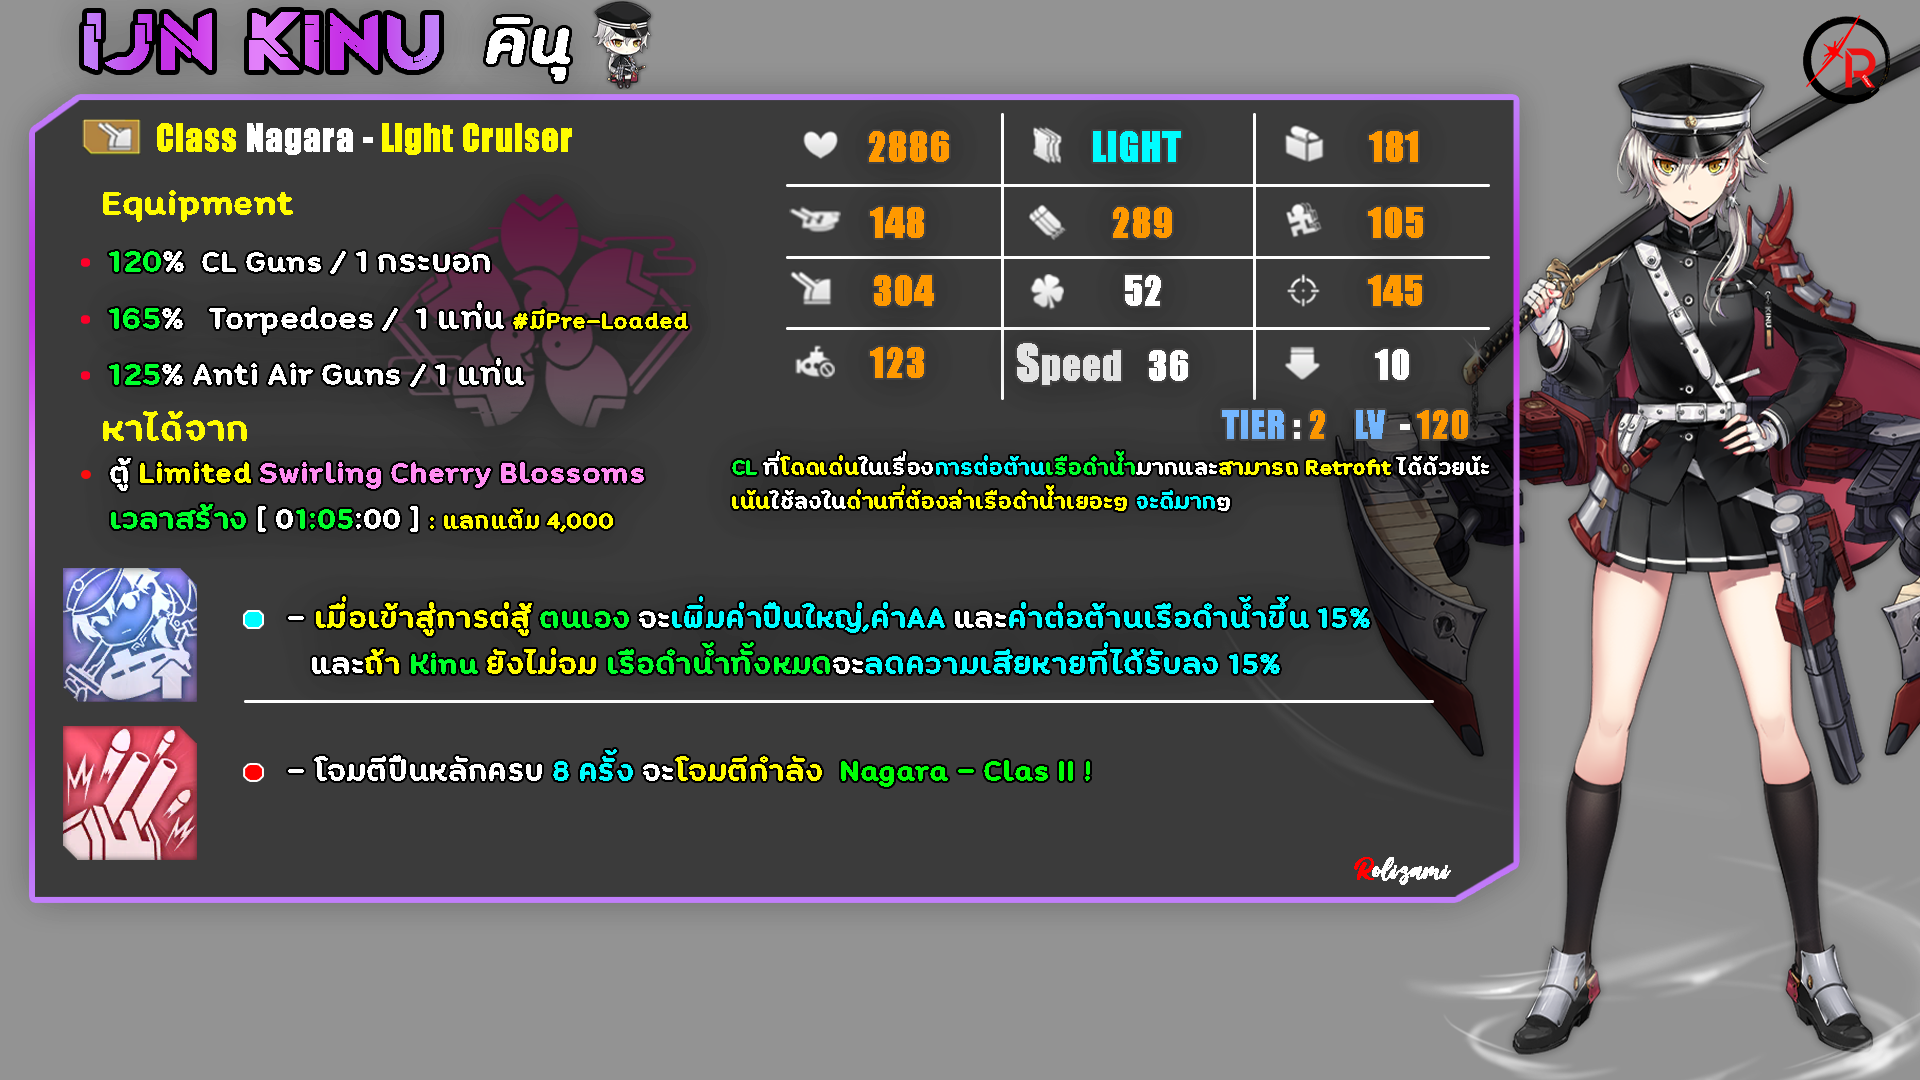 IJN KINU คินุ
R
Class Nagara - Light Cruiser
Equipment
120% CL Guns / 1 กระบอก
165% Torpedoes / 1 แท่น #มีPre-Loaded
125% Anti Air Guns / 1 แท่น
หาได้จาก
ตู้ Limited Swirling Cherry Blossoms
เวลาสร้าง [ 01:05:00 ] : แลกแต้ม 4,000
2886 LIGHT 181
148 289 105
304 52 145
123 Speed 36 10
TIER : 2 LV - 120
CL ที่โดดเด่นในเรื่องการต่อต้านเรือดำน้ำมากและสามารถ Retrofit ได้ด้วยน้ะ
เน้นใช้ลงในด่านที่ต้องล่าเรือดำน้ำเยอะๆ จะดีมากๆ
- เมื่อเข้าสู่การต่สู้ ตนเอง จะเพิ่มค่าปืนใหญ่,ค่าAA และค่าต่อต้านเรือดำน้ำขึ้น 15%
และถ้า Kinu ยังไม่จม เรือดำน้ำทั้งหมดจะลดความเสียหายที่ได้รับลง 15%
- โจมตีปืนหลักครบ 8 ครั้ง จะโจมตีกำลัง Nagara - Clas II !
Rolizami
KINU